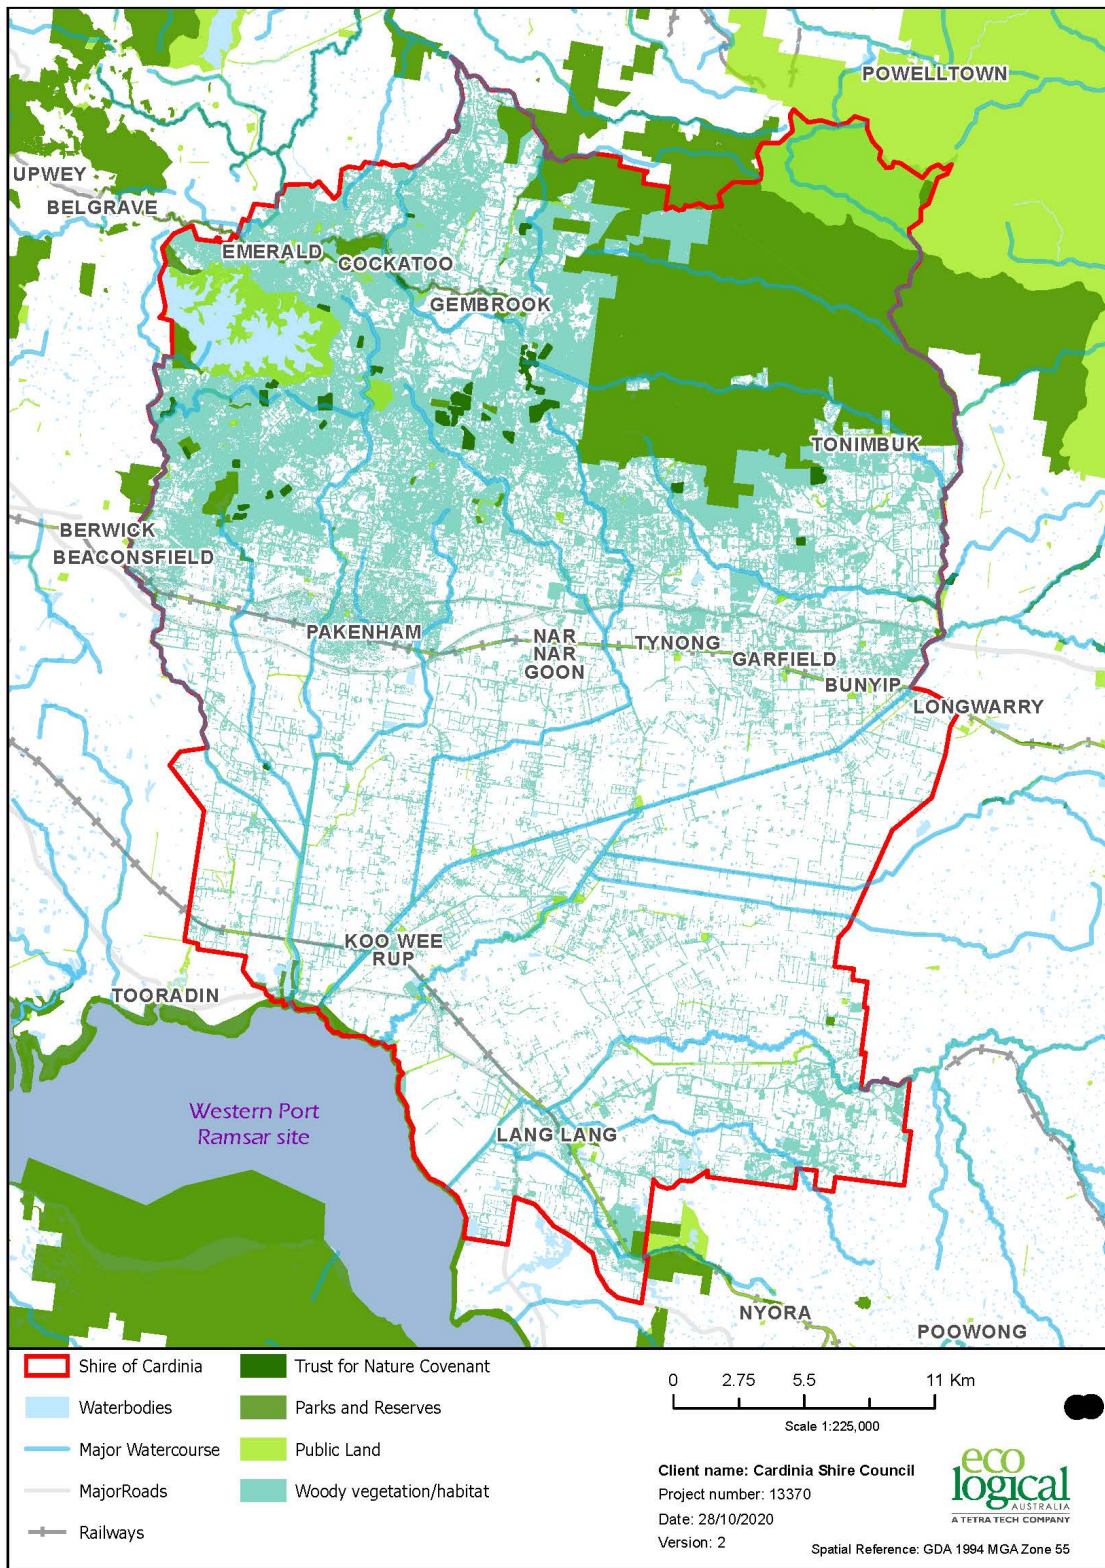 POWELLTOWN
UPWEY
BELGRAVE
EMERALD
COCKATOO
GEMBROOK
TONIMBUK
BERWICK
BEACONSFIELD
PAKENHAM
NAR
NAR
GOON
TYNONG
GARFIELD
BUNYIP
LONGWARRY
KOO WEE
RUP
TOORADIN
Western Port
Ramsar site
LANG LANG
NYORA
POOWONG
Shire of Cardinia
Waterbodies
Major Watercourse
MajorRoads
Railways
Trust for Nature Covenant
Parks and Reserves
Public Land
Woody vegetation/habitat
0 2.75 5.5 11 Km
Scale 1:225,000
Client name: Cardinia Shire Council
Project number: 13370
Date: 28/10/2020
Version: 2
eco
logical
AUSTRALIA
A TETRA TECH COMPANY
Spatial Reference: GDA 1994 MGA Zone 55